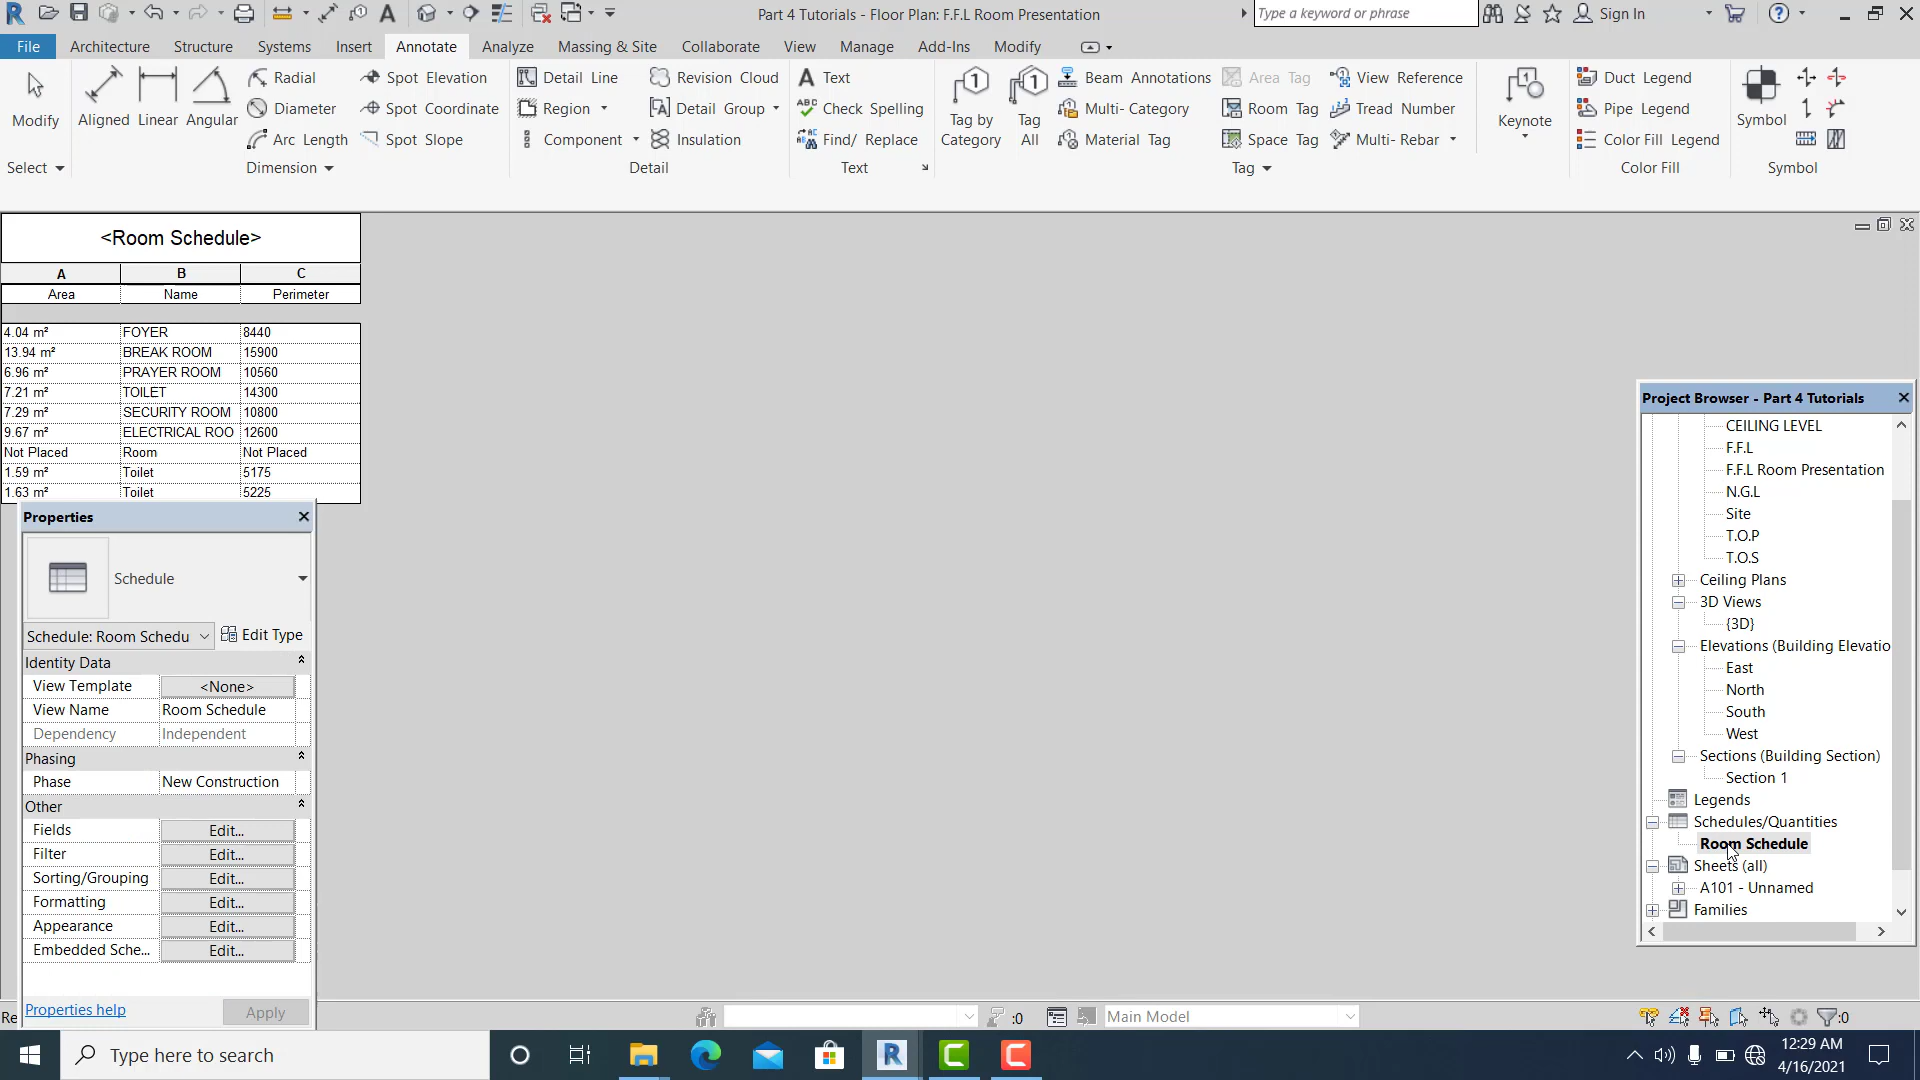 Part 4 Tutorials - Floor Plan: F.F.L Room Presentation
Type a keyword or phrase
Sign In
File Architecture Structure Systems Insert Annotate Analyze Massing & Site Collaborate View Manage Add-Ins Modify
Modify
Select
Aligned
Linear
Angular
Radial
Diameter
Arc Length
Spot Elevation
Spot Coordinate
Spot Slope
Dimension
Detail Line
Region
Component
Revision Cloud
Detail Group
Insulation
Detail
Text
Check Spelling
Find/ Replace
Text
Tag by
Category
Tag
All
Beam Annotations
Multi- Category
Material Tag
Area Tag
Room Tag
Space Tag
View Reference
Tread Number
Multi- Rebar
Tag
Keynote
Duct Legend
Pipe Legend
Color Fill Legend
Color Fill
Symbol
Symbol
<Room Schedule>
A B C
Area Name Perimeter
4.04 m² FOYER 8440
13.94 m² BREAK ROOM 15900
6.96 m² PRAYER ROOM 10560
7.21 m² TOILET 14300
7.29 m² SECURITY ROOM 10800
9.67 m² ELECTRICAL ROO 12600
Not Placed Room Not Placed
1.59 m² Toilet 5175
1.63 m² Toilet 5225
Properties
Schedule
Schedule: Room Schedu
Edit Type
Identity Data
View Template <None>
View Name Room Schedule
Dependency Independent
Phasing
Phase New Construction
Other
Fields Edit...
Filter Edit...
Sorting/Grouping Edit...
Formatting Edit...
Appearance Edit...
Embedded Sche... Edit...
Properties help
Apply
Project Browser - Part 4 Tutorials
CEILING LEVEL
F.F.L
F.F.L Room Presentation
N.G.L
Site
T.O.P
T.O.S
Ceiling Plans
3D Views
{3D}
Elevations (Building Elevatio
East
North
South
West
Sections (Building Section)
Section 1
Legends
Schedules/Quantities
Room Schedule
Sheets (all)
A101 - Unnamed
Families
Re
:0
Main Model
:0
Type here to search
12:29 AM
4/16/2021